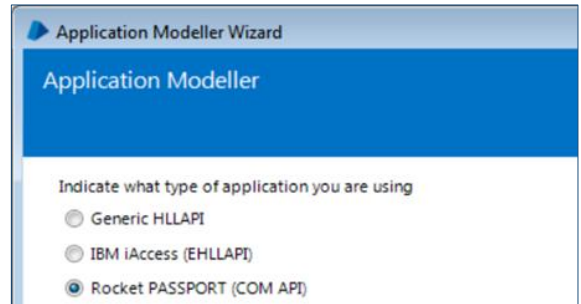 Application Modeller Wizard
Application Modeller
Indicate what type of application you are using
Generic HLLAPI
IBM iAccess (EHLLAPI)
Rocket PASSPORT (COM API)